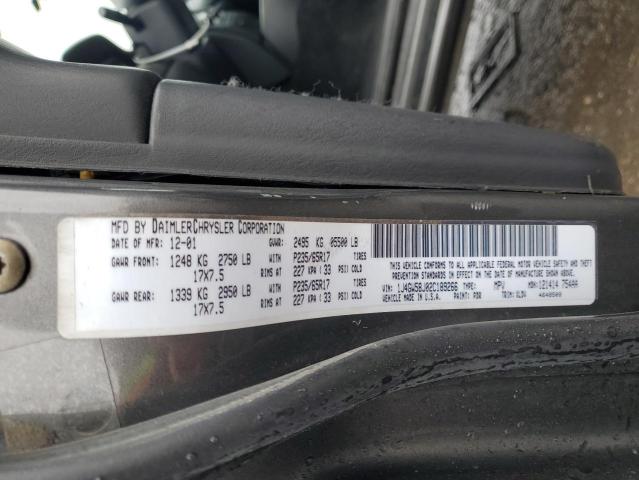 MFD BY DAIMLERCHRYSLER CORPORATION
DATE OF MFR 12-01 GVWR: 2495 KG 05500 LB
GAWR FRONT: 1248 KG 2750 LB WITH P235/65R17 TIRES
17X7.5 RIMS AT 227 KPA ( 33 PSI) COLD
GAWR REAR: 1339 KG 2950 LB WITH P235/65R17 TIRES
17X7.5 RIMS AT 227 KPA ( 33 PSI) COLD
THIS VEHICLE CONFORMS TO ALL APPLICABLE FEDERAL MOTOR VEHICLE SAFETY AND THEFT
PREVENTION STANDARDS IN EFFECT ON THE DATE OF MANUFACTURE SHOWN ABOVE.
VIN: 1J4GW58J02C189266 TYPE: MPV MDH: 121414 754AA
VEHICLE MADE IN U.S.A. PAINT: PDR TRIM: 4648509